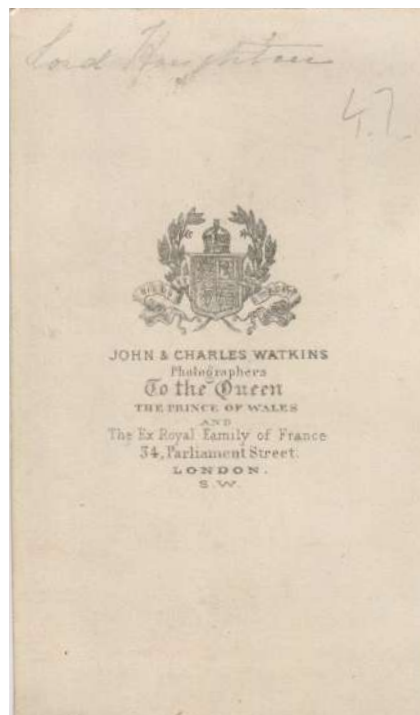 Lord Houghton
47.
JOHN & CHARLES WATKINS
Photographers
To the Queen
THE PRINCE OF WALES
AND
The Ex Royal Family of France
34, Parliament Street.
LONDON.
S.W.